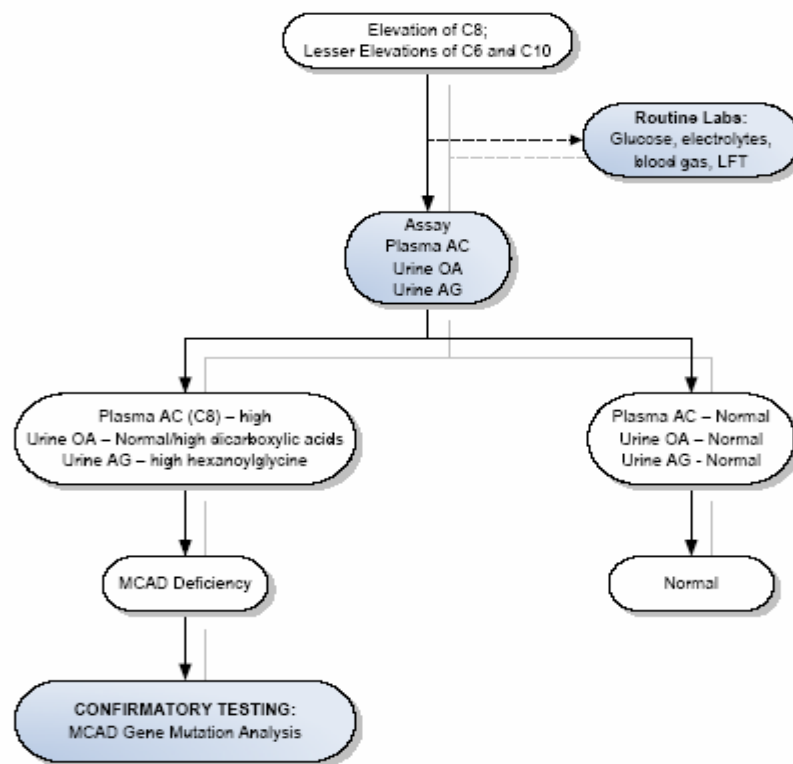 Elevation of C8;
Lesser Elevations of C6 and C10
Routine Labs:
Glucose, electrolytes,
blood gas, LFT
Assay
Plasma AC
Urine OA
Urine AG
Plasma AC (C8) – high
Urine OA – Normal/high dicarboxylic acids
Urine AG – high hexanoylglycine
Plasma AC – Normal
Urine OA – Normal
Urine AG - Normal
MCAD Deficiency
Normal
CONFIRMATORY TESTING:
MCAD Gene Mutation Analysis